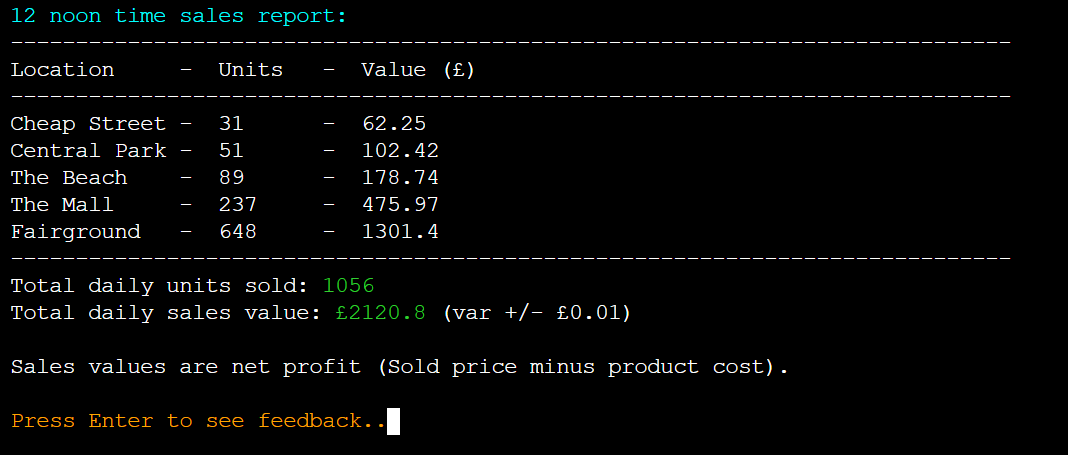 12 noon time sales report:
-----------------------------------------------------------------------------
Location     -  Units   -  Value (£)
-----------------------------------------------------------------------------
Cheap Street -  31      -  62.25
Central Park -  51      -  102.42
The Beach    -  89      -  178.74
The Mall     -  237     -  475.97
Fairground   -  648     -  1301.4
-----------------------------------------------------------------------------
Total daily units sold: 1056
Total daily sales value: £2120.8 (var +/- £0.01)
Sales values are net profit (Sold price minus product cost).
Press Enter to see feedback..